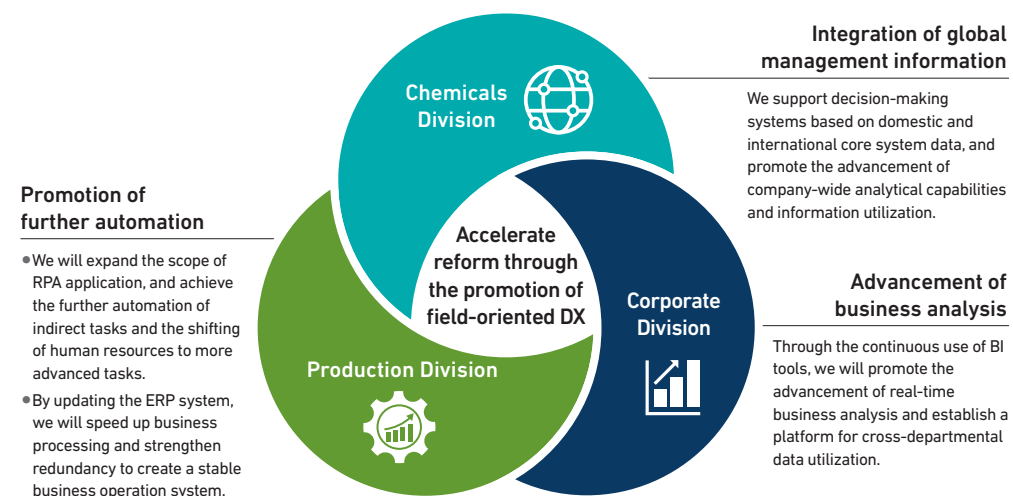 Integration of global
management information
We support decision-making
systems based on domestic and
international core system data, and
promote the advancement of
company-wide analytical capabilities
and information utilization.
Chemicals
Division
Promotion of
further automation
●We will expand the scope of
RPA application, and achieve
the further automation of
indirect tasks and the shifting
of human resources to more
advanced tasks.
●By updating the ERP system,
we will speed up business
processing and strengthen
redundancy to create a stable
business operation system.
Accelerate
reform through
the promotion of
field-oriented DX
Corporate
Division
Production Division
Advancement of
business analysis
Through the continuous use of BI
tools, we will promote the
advancement of real-time
business analysis and establish a
platform for cross-departmental
data utilization.